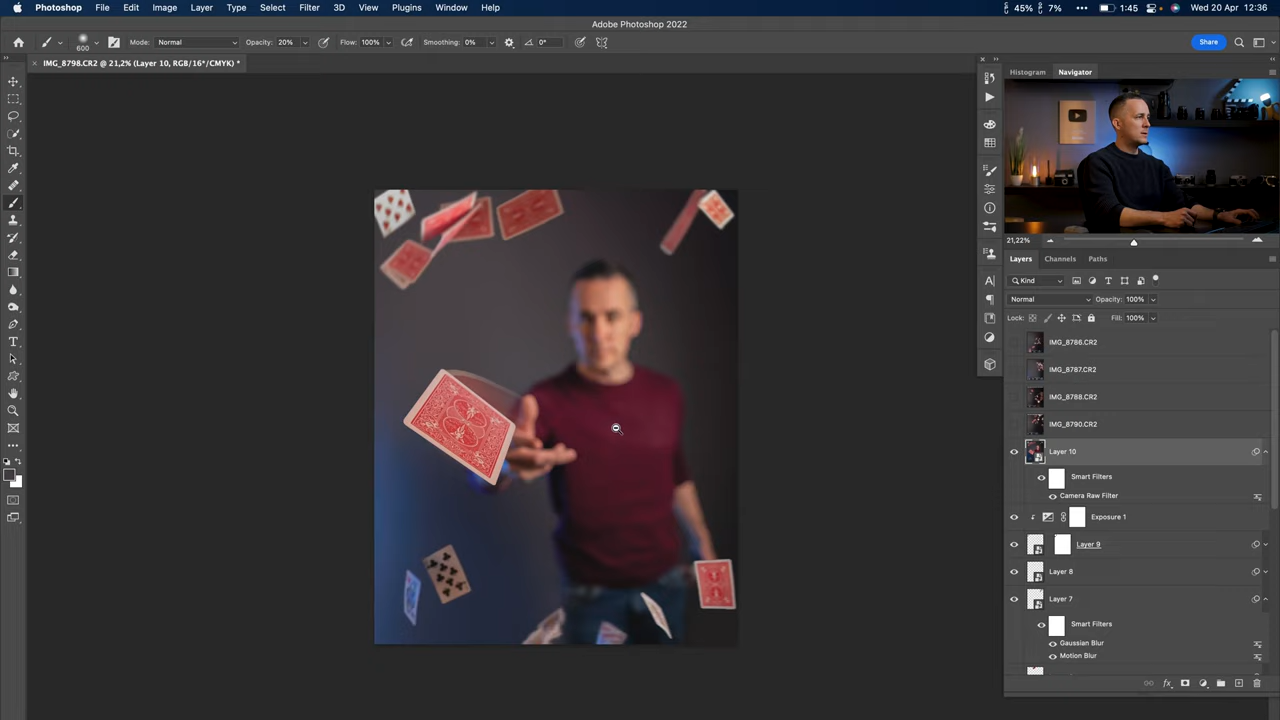 Photoshop File Edit Image Layer Type Select Filter 3D View Plugins Window Help 45% 7% 1:45 Wed 20 Apr 12:36
Adobe Photoshop 2022
600 Mode: Normal Opacity: 20% Flow: 100% Smoothing: 0% 0° Share
IMG_8798.CR2 @ 21,2% (Layer 10, RGB/16*/CMYK) *
Histogram Navigator
21,22%
Layers Channels Paths
Kind
Normal Opacity: 100%
Lock: Fill: 100%
IMG_8786.CR2
IMG_8787.CR2
IMG_8788.CR2
IMG_8790.CR2
Layer 10
Smart Filters
Camera Raw Filter
Exposure 1
Layer 9
Layer 8
Layer 7
Smart Filters
Gaussian Blur
Motion Blur